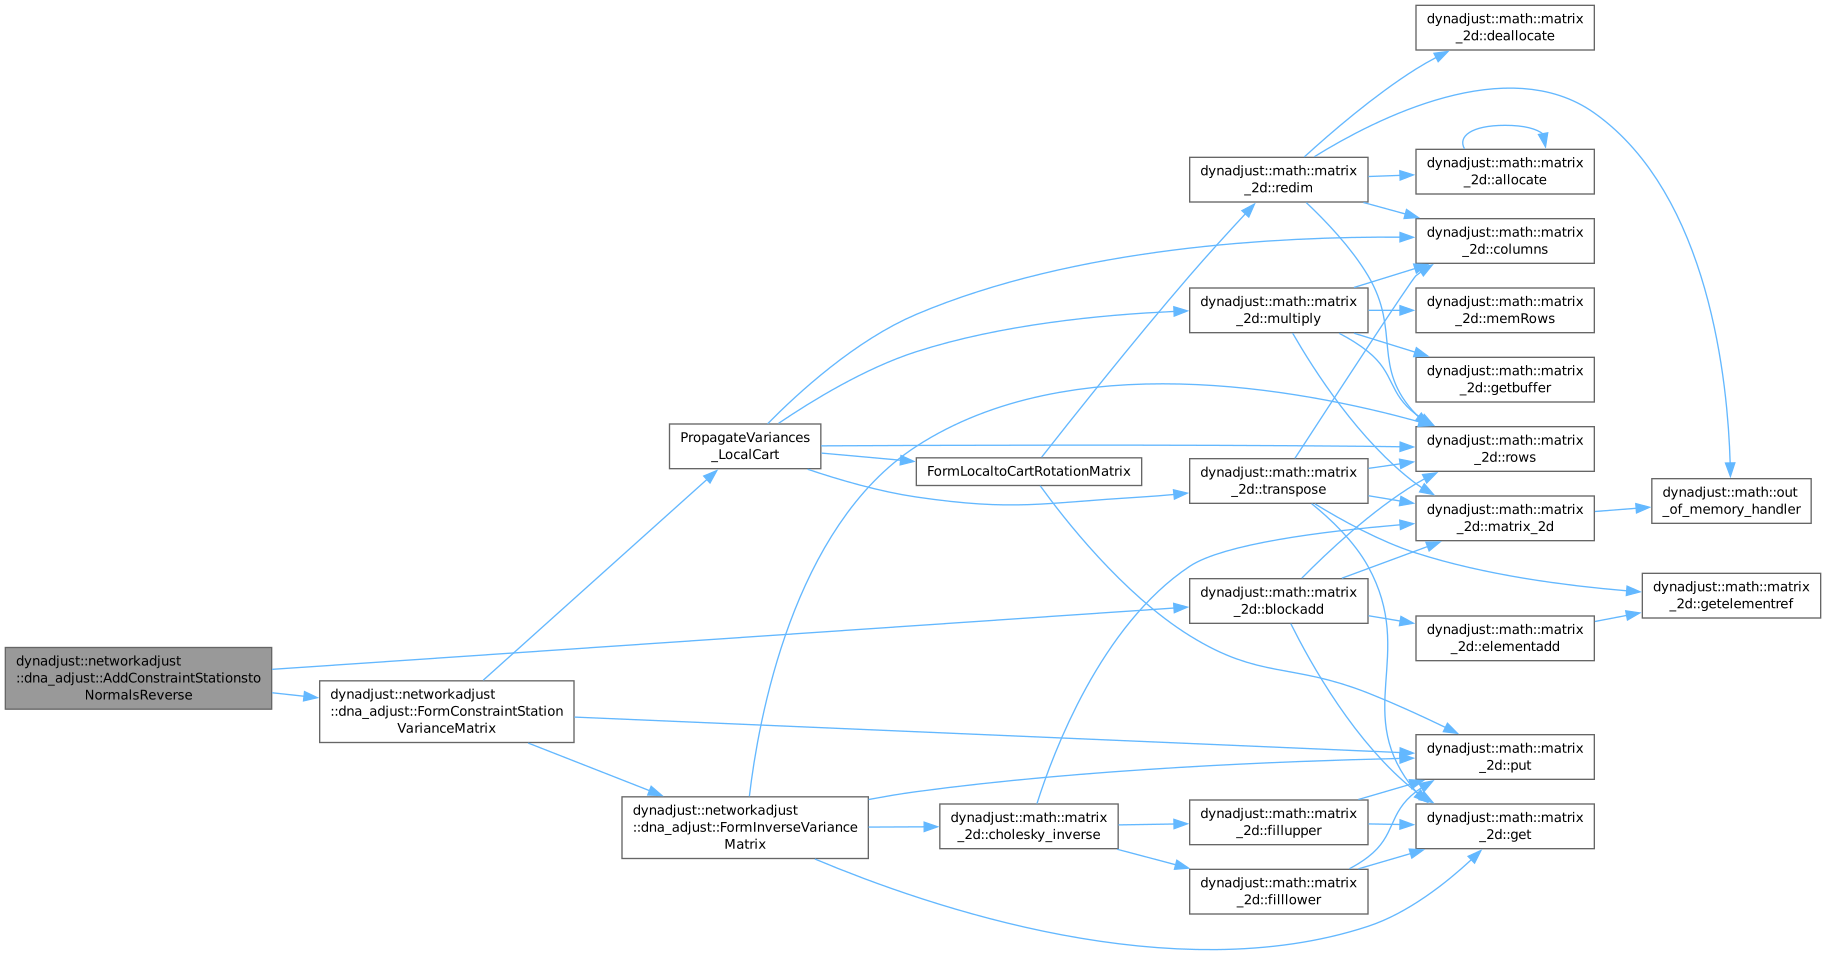 dynadjust::math::matrix
_2d::deallocate
dynadjust::math::matrix
_2d::redim
dynadjust::math::matrix
_2d::allocate
dynadjust::math::matrix
_2d::columns
dynadjust::math::matrix
_2d::multiply
dynadjust::math::matrix
_2d::memRows
dynadjust::math::matrix
_2d::getbuffer
PropagateVariances
_LocalCart
dynadjust::math::matrix
_2d::rows
FormLocaltoCartRotationMatrix
dynadjust::math::matrix
_2d::transpose
dynadjust::math::matrix
_2d::matrix_2d
dynadjust::math::out
_of_memory_handler
dynadjust::math::matrix
_2d::blockadd
dynadjust::math::matrix
_2d::getelementref
dynadjust::math::matrix
_2d::elementadd
dynadjust::networkadjust
::dna_adjust::AddConstraintStationsto
NormalsReverse
dynadjust::networkadjust
::dna_adjust::FormConstraintStation
VarianceMatrix
dynadjust::math::matrix
_2d::put
dynadjust::networkadjust
::dna_adjust::FormInverseVariance
Matrix
dynadjust::math::matrix
_2d::cholesky_inverse
dynadjust::math::matrix
_2d::fillupper
dynadjust::math::matrix
_2d::get
dynadjust::math::matrix
_2d::filllower